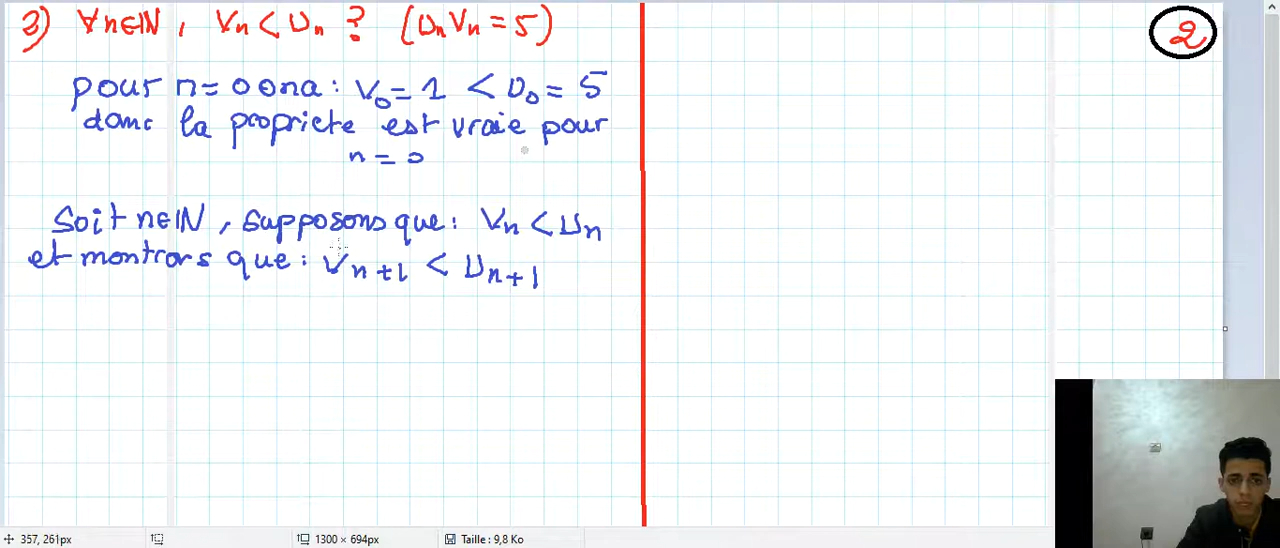 3) ∀n∈ℕ, Vn < Un ? (Un Vn = 5)
2
pour n = 0 on a : V0 = 1 < U0 = 5
donc la propriete est vraie pour
n = 0
Soit n∈ℕ, supposons que : Vn < Un
et montrons que : Vn+1 < Un+1
357, 261px
1300 × 694px
Taille : 9,8 Ko